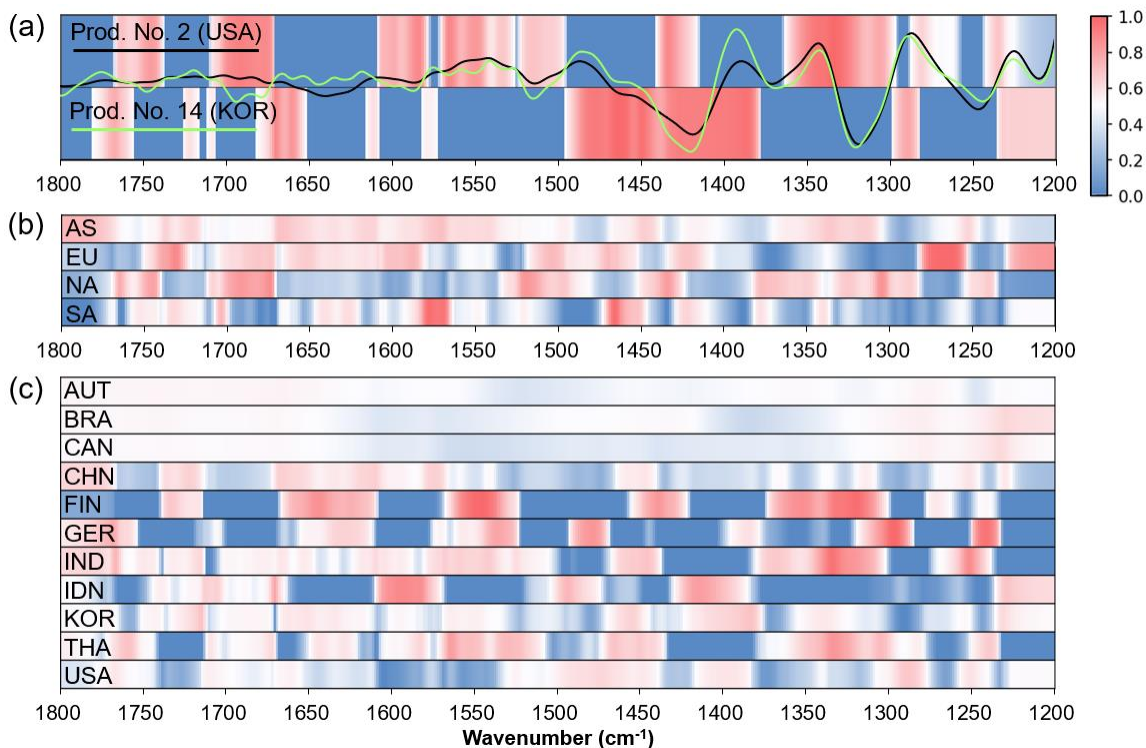 (a)
Prod. No. 2 (USA)
Prod. No. 14 (KOR)
1.0
0.8
0.6
0.4
0.2
0.0
1800 1750 1700 1650 1600 1550 1500 1450 1400 1350 1300 1250 1200
(b)
AS
EU
NA
SA
1800 1750 1700 1650 1600 1550 1500 1450 1400 1350 1300 1250 1200
(c)
AUT
BRA
CAN
CHN
FIN
GER
IND
IDN
KOR
THA
USA
1800 1750 1700 1650 1600 1550 1500 1450 1400 1350 1300 1250 1200
Wavenumber (cm⁻¹)